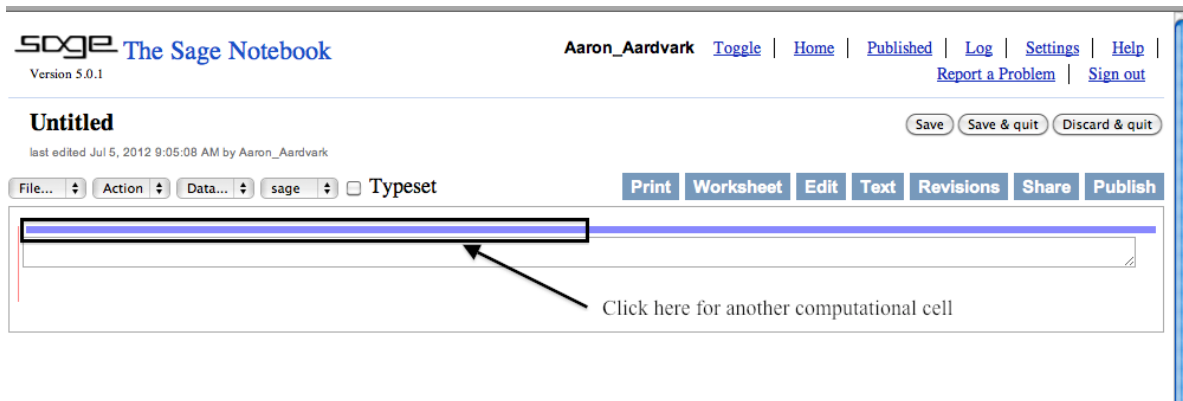 sage The Sage Notebook
Version 5.0.1
Aaron_Aardvark Toggle | Home | Published | Log | Settings | Help |
Report a Problem | Sign out
Untitled
last edited Jul 5, 2012 9:05:08 AM by Aaron_Aardvark
Save Save & quit Discard & quit
File... Action Data... sage Typeset
Print Worksheet Edit Text Revisions Share Publish
Click here for another computational cell